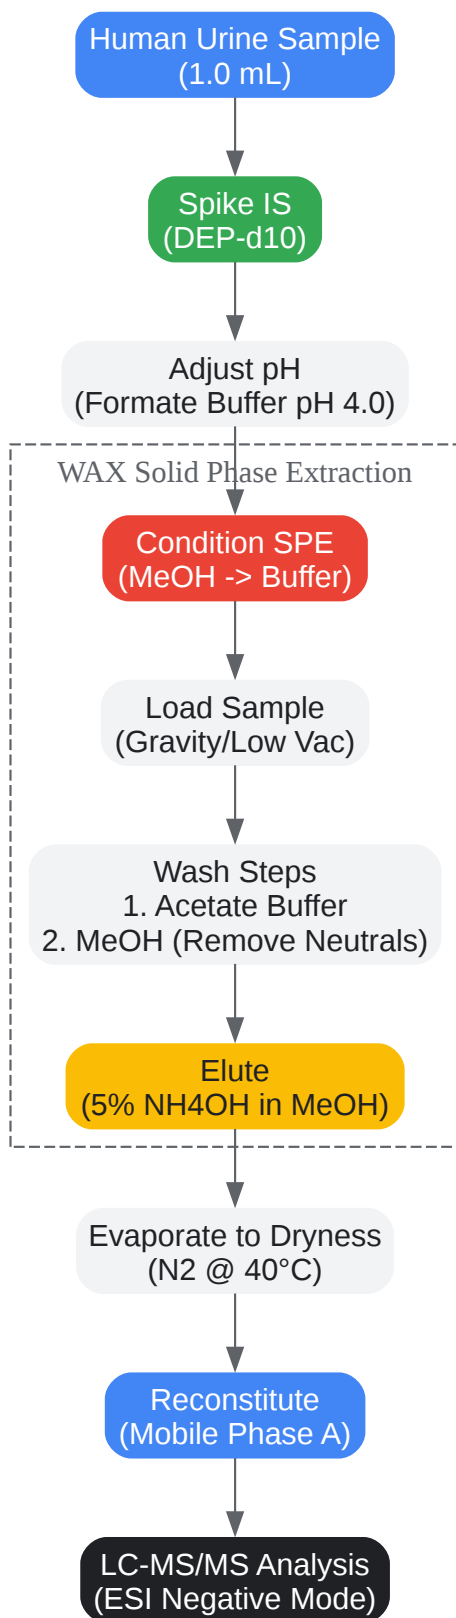 Human Urine Sample
(1.0 mL)
Spike IS
(DEP-d10)
Adjust pH
(Formate Buffer pH 4.0)
WAX Solid Phase Extraction
Condition SPE
(MeOH -> Buffer)
Load Sample
(Gravity/Low Vac)
Wash Steps
1. Acetate Buffer
2. MeOH (Remove Neutrals)
Elute
(5% NH4OH in MeOH)
Evaporate to Dryness
(N2 @ 40°C)
Reconstitute
(Mobile Phase A)
LC-MS/MS Analysis
(ESI Negative Mode)